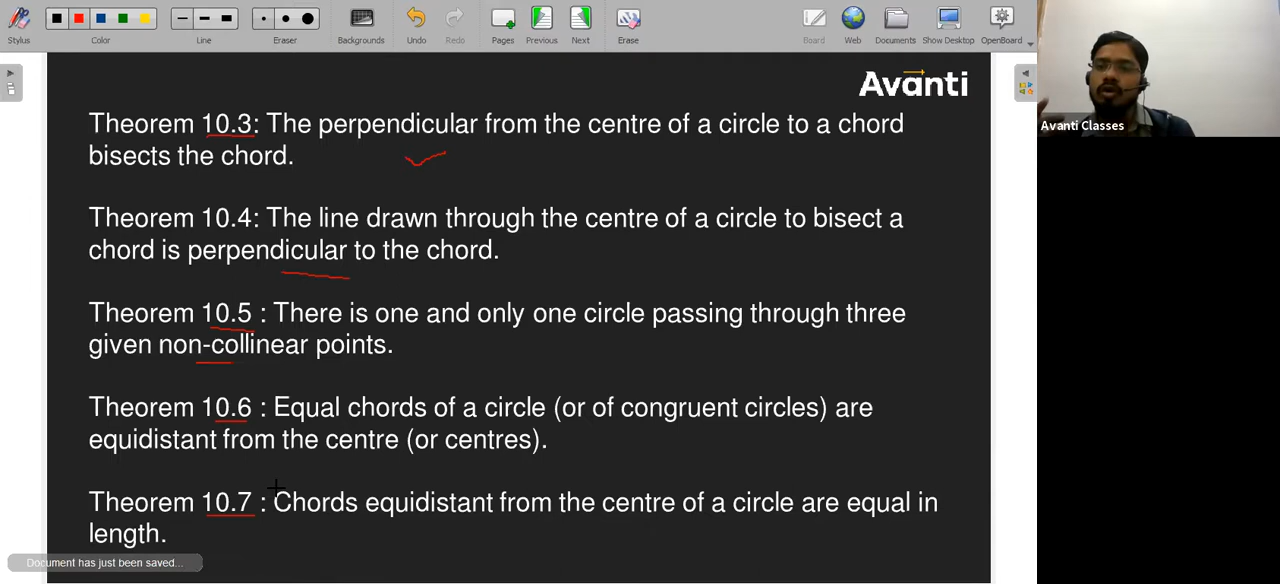 Stylus
Color
Line
Eraser
Backgrounds
Undo
Redo
Pages
Previous
Next
Erase
Board
Web
Documents
Show Desktop
OpenBoard
Avanti
Avanti Classes
Theorem 10.3: The perpendicular from the centre of a circle to a chord
bisects the chord.
Theorem 10.4: The line drawn through the centre of a circle to bisect a
chord is perpendicular to the chord.
Theorem 10.5 : There is one and only one circle passing through three
given non-collinear points.
Theorem 10.6 : Equal chords of a circle (or of congruent circles) are
equidistant from the centre (or centres).
Theorem 10.7 : Chords equidistant from the centre of a circle are equal in
length.
Document has just been saved...